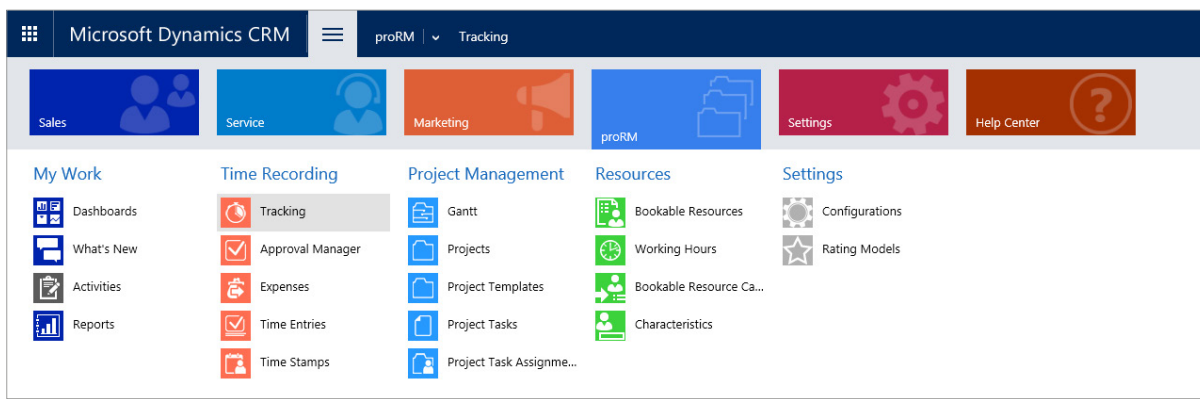 Microsoft Dynamics CRM proRM Tracking
Sales Service Marketing proRM Settings Help Center
My Work
Dashboards
What's New
Activities
Reports
Time Recording
Tracking
Approval Manager
Expenses
Time Entries
Time Stamps
Project Management
Gantt
Projects
Project Templates
Project Tasks
Project Task Assignme...
Resources
Bookable Resources
Working Hours
Bookable Resource Ca...
Characteristics
Settings
Configurations
Rating Models